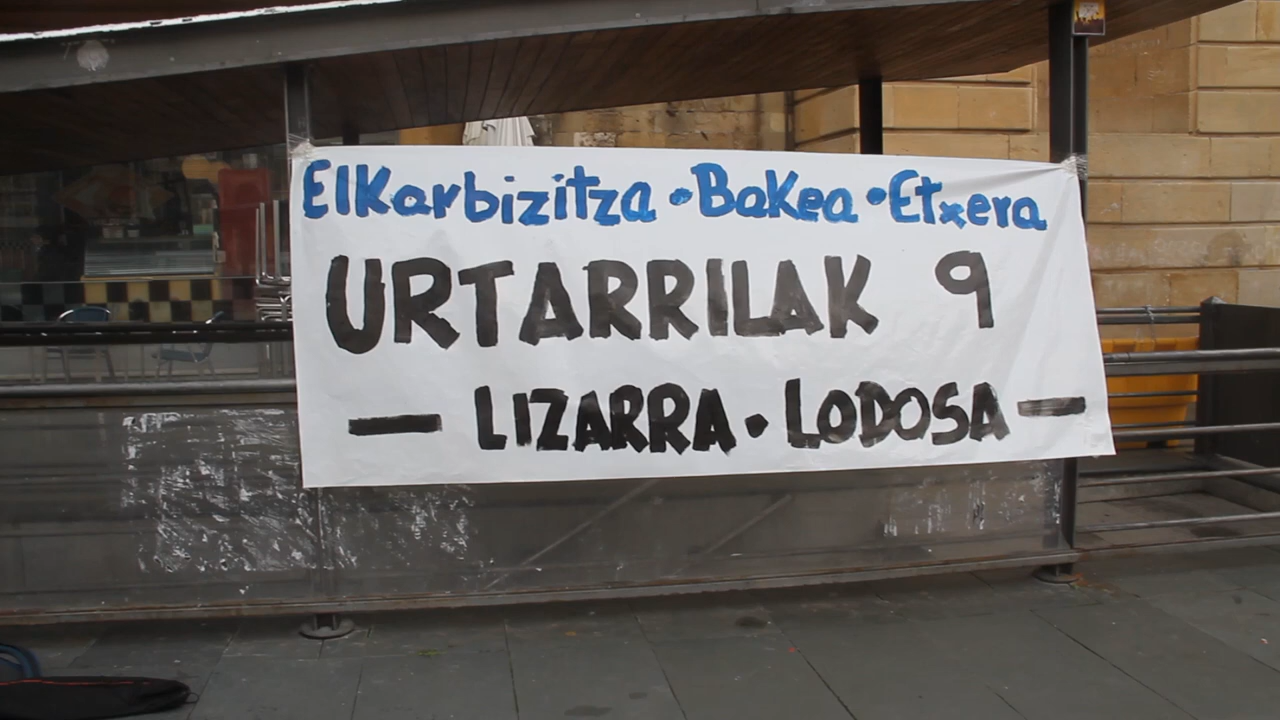 Elkarbizitza • Bakea • Etxera
URTARRILAK 9
— LIZARRA • LODOSA —